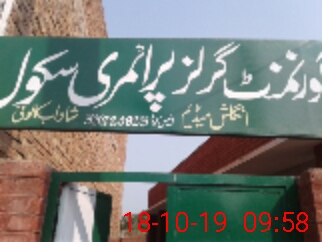 گورنمنٹ گرلز پرائمری سکول
انگلش میڈیم شاداب کالونی
18-10-19 09:58